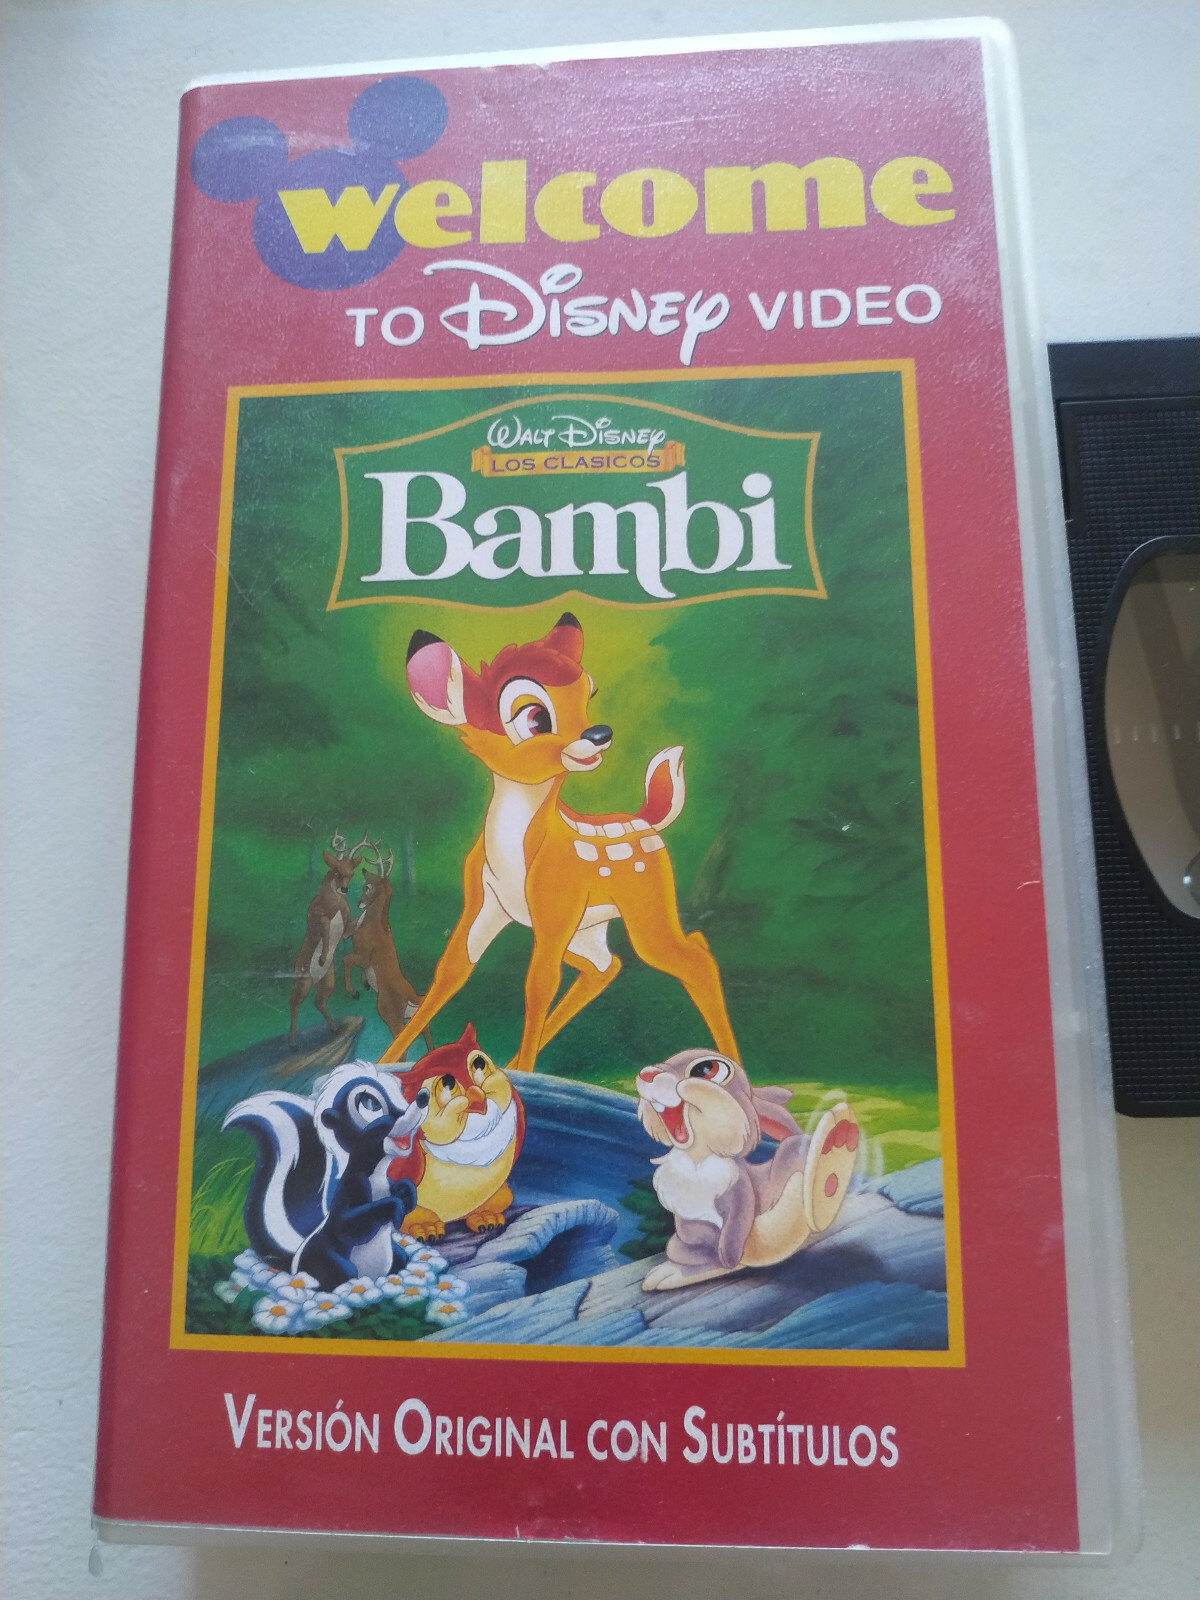 welcome
TO DISNEY VIDEO
WALT DISNEY
LOS CLASICOS
Bambi
VERSIÓN ORIGINAL CON SUBTÍTULOS